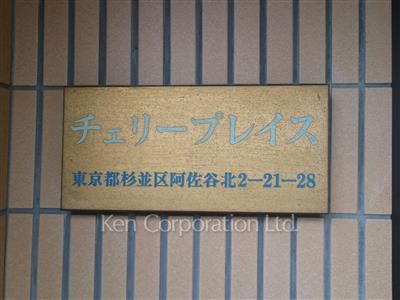 チェリープレイス
東京都杉並区阿佐谷北2-21-28
Ken Corporation Ltd.